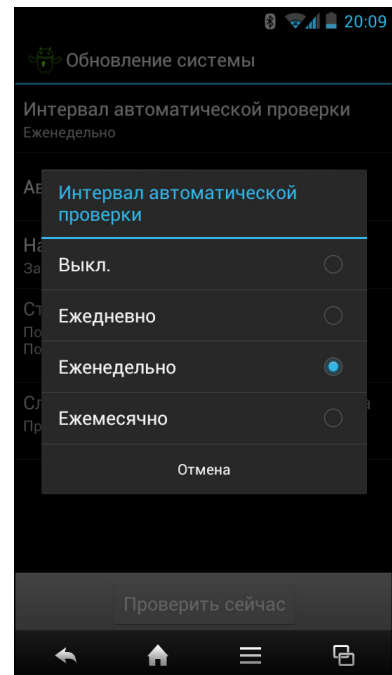 20:09
Обновление системы
Интервал автоматической проверки
Еженедельно
Интервал автоматической
проверки
Выкл.
Ежедневно
Еженедельно
Ежемесячно
Отмена
Проверить сейчас